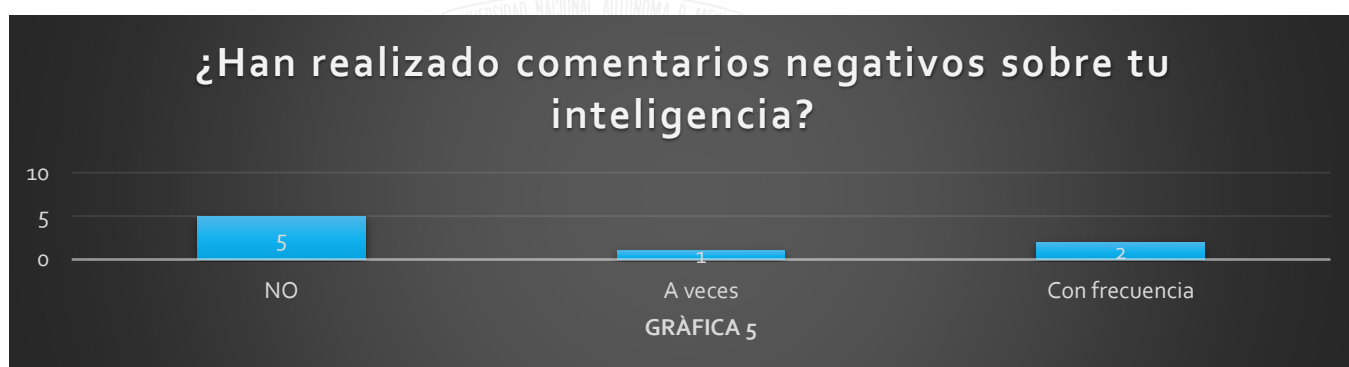 ¿Han realizado comentarios negativos sobre tu
inteligencia?
10
5
0
5
1
2
NO
A veces
Con frecuencia
GRÀFICA 5